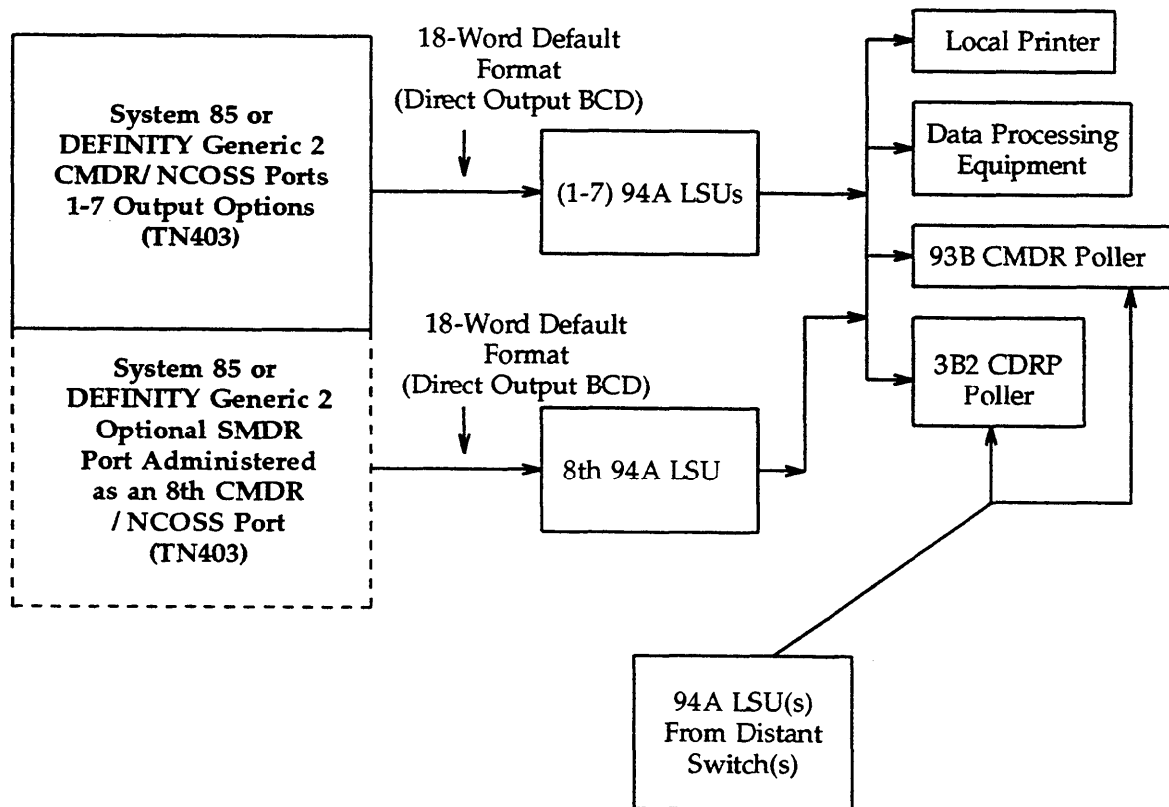 System 85 or
DEFINITY Generic 2
CMDR/ NCOSS Ports
1-7 Output Options
(TN403)
18-Word Default
Format
(Direct Output BCD)
(1-7) 94A LSUs
Local Printer
Data Processing
Equipment
93B CMDR Poller
3B2 CDRP
Poller
System 85 or
DEFINITY Generic 2
Optional SMDR
Port Administered
as an 8th CMDR
/ NCOSS Port
(TN403)
18-Word Default
Format
(Direct Output BCD)
8th 94A LSU
94A LSU(s)
From Distant
Switch(s)